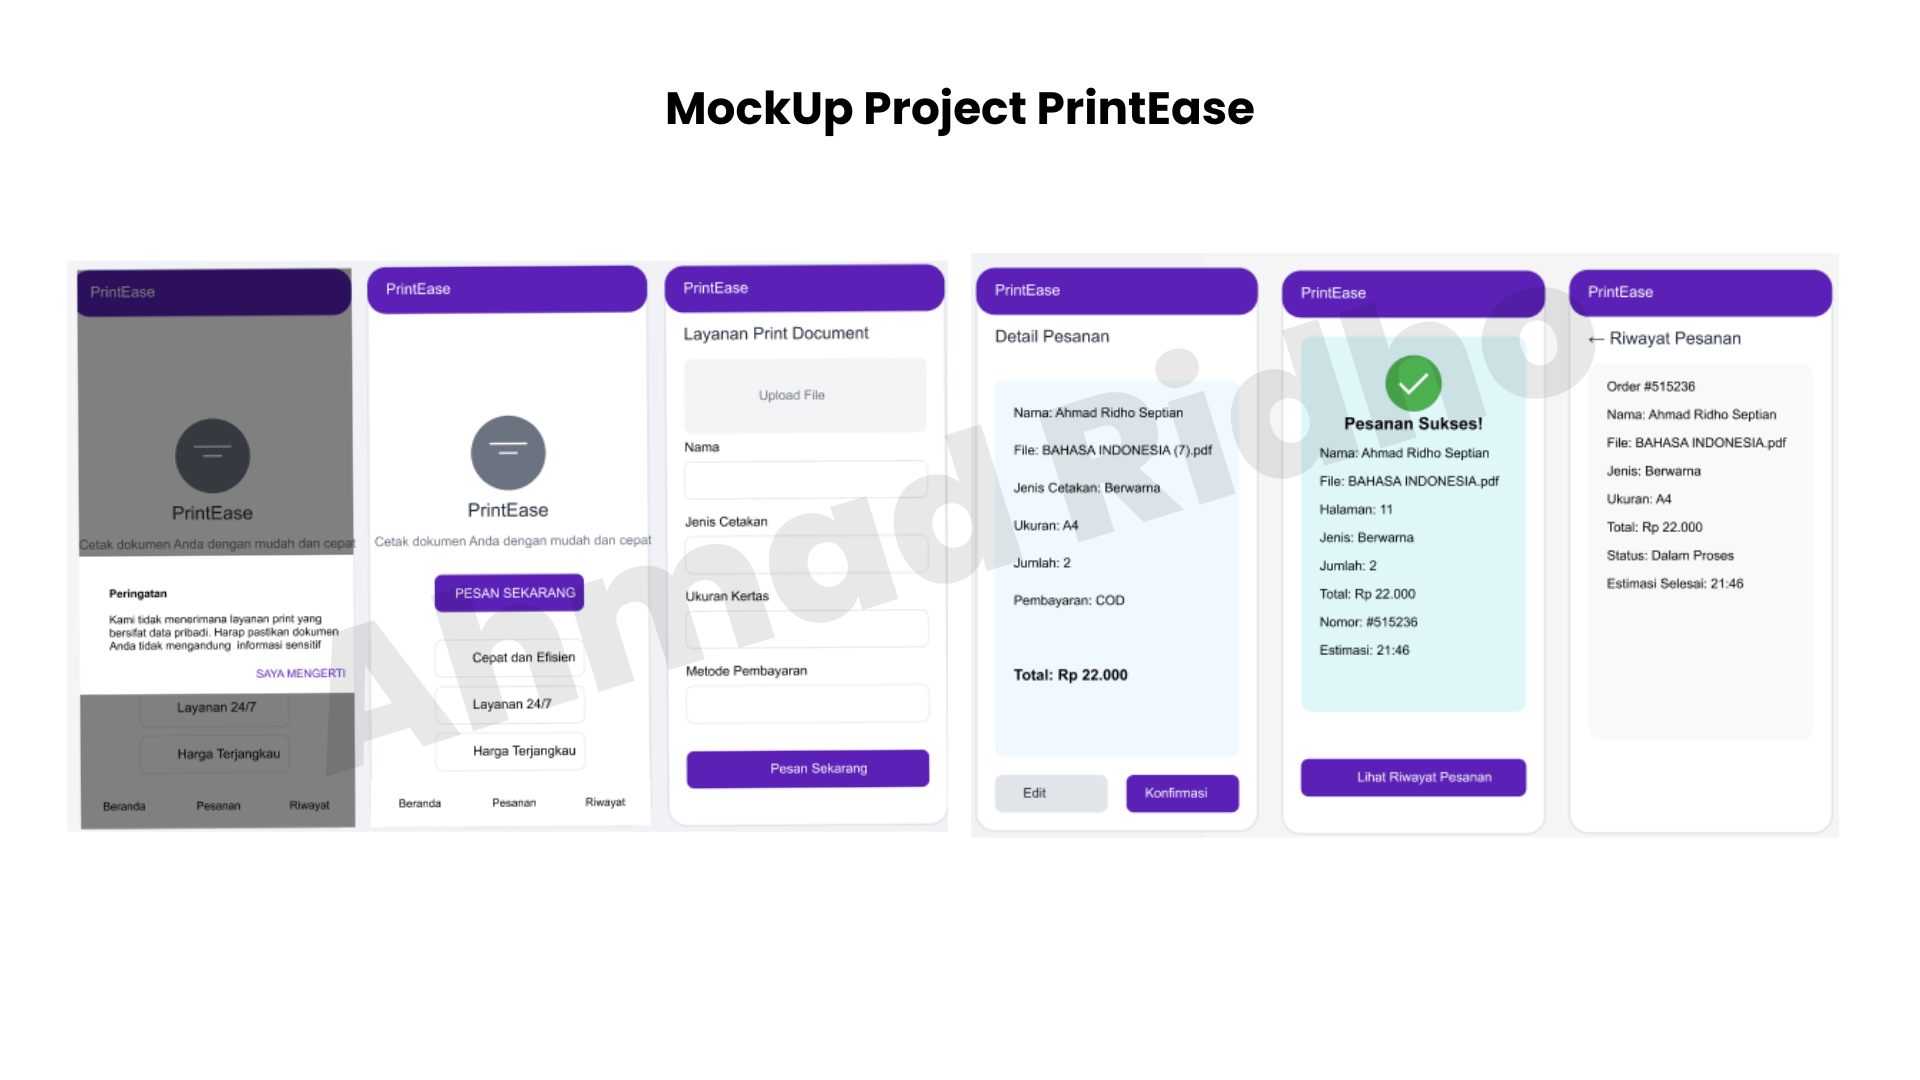 MockUp Project PrintEase
PrintEase
PrintEase
Cetak dokumen Anda dengan mudah dan cepat
Peringatan
Kami tidak menerimana layanan print yang
bersifat data pribadi. Harap pastikan dokumen
Anda tidak mengandung informasi sensitif
SAYA MENGERTI
Layanan 24/7
Harga Terjangkau
Beranda Pesanan Riwayat
PrintEase
PrintEase
Cetak dokumen Anda dengan mudah dan cepat
PESAN SEKARANG
Cepat dan Efisien
Layanan 24/7
Harga Terjangkau
Beranda Pesanan Riwayat
PrintEase
Layanan Print Document
Upload File
Nama
Jenis Cetakan
Ukuran Kertas
Metode Pembayaran
Pesan Sekarang
PrintEase
Detail Pesanan
Nama: Ahmad Ridho Septian
File: BAHASA INDONESIA (7).pdf
Jenis Cetakan: Berwarna
Ukuran: A4
Jumlah: 2
Pembayaran: COD
Total: Rp 22.000
Edit Konfirmasi
PrintEase
Pesanan Sukses!
Nama: Ahmad Ridho Septian
File: BAHASA INDONESIA.pdf
Halaman: 11
Jenis: Berwarna
Jumlah: 2
Total: Rp 22.000
Nomor: #515236
Estimasi: 21:46
Lihat Riwayat Pesanan
PrintEase
← Riwayat Pesanan
Order #515236
Nama: Ahmad Ridho Septian
File: BAHASA INDONESIA.pdf
Jenis: Berwarna
Ukuran: A4
Total: Rp 22.000
Status: Dalam Proses
Estimasi Selesai: 21:46
Ahmad Ridho